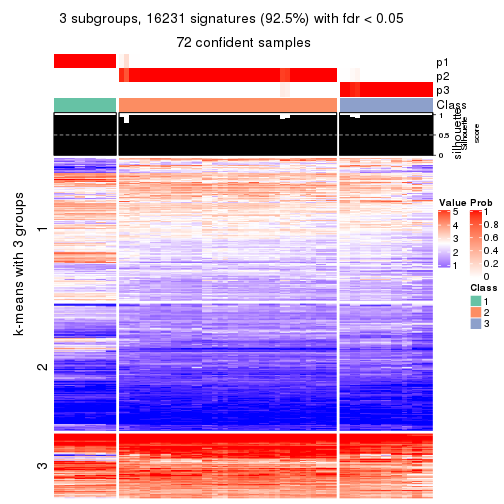 3 subgroups, 16231 signatures (92.5%) with fdr < 0.05
72 confident samples
p1
p2
p3
Class
1
0.5
0
silhouette
Silhouette
score
k-means with 3 groups
1
2
3
Value
5
4
3
2
1
Prob
1
0.8
0.6
0.4
0.2
0
Class
1
2
3